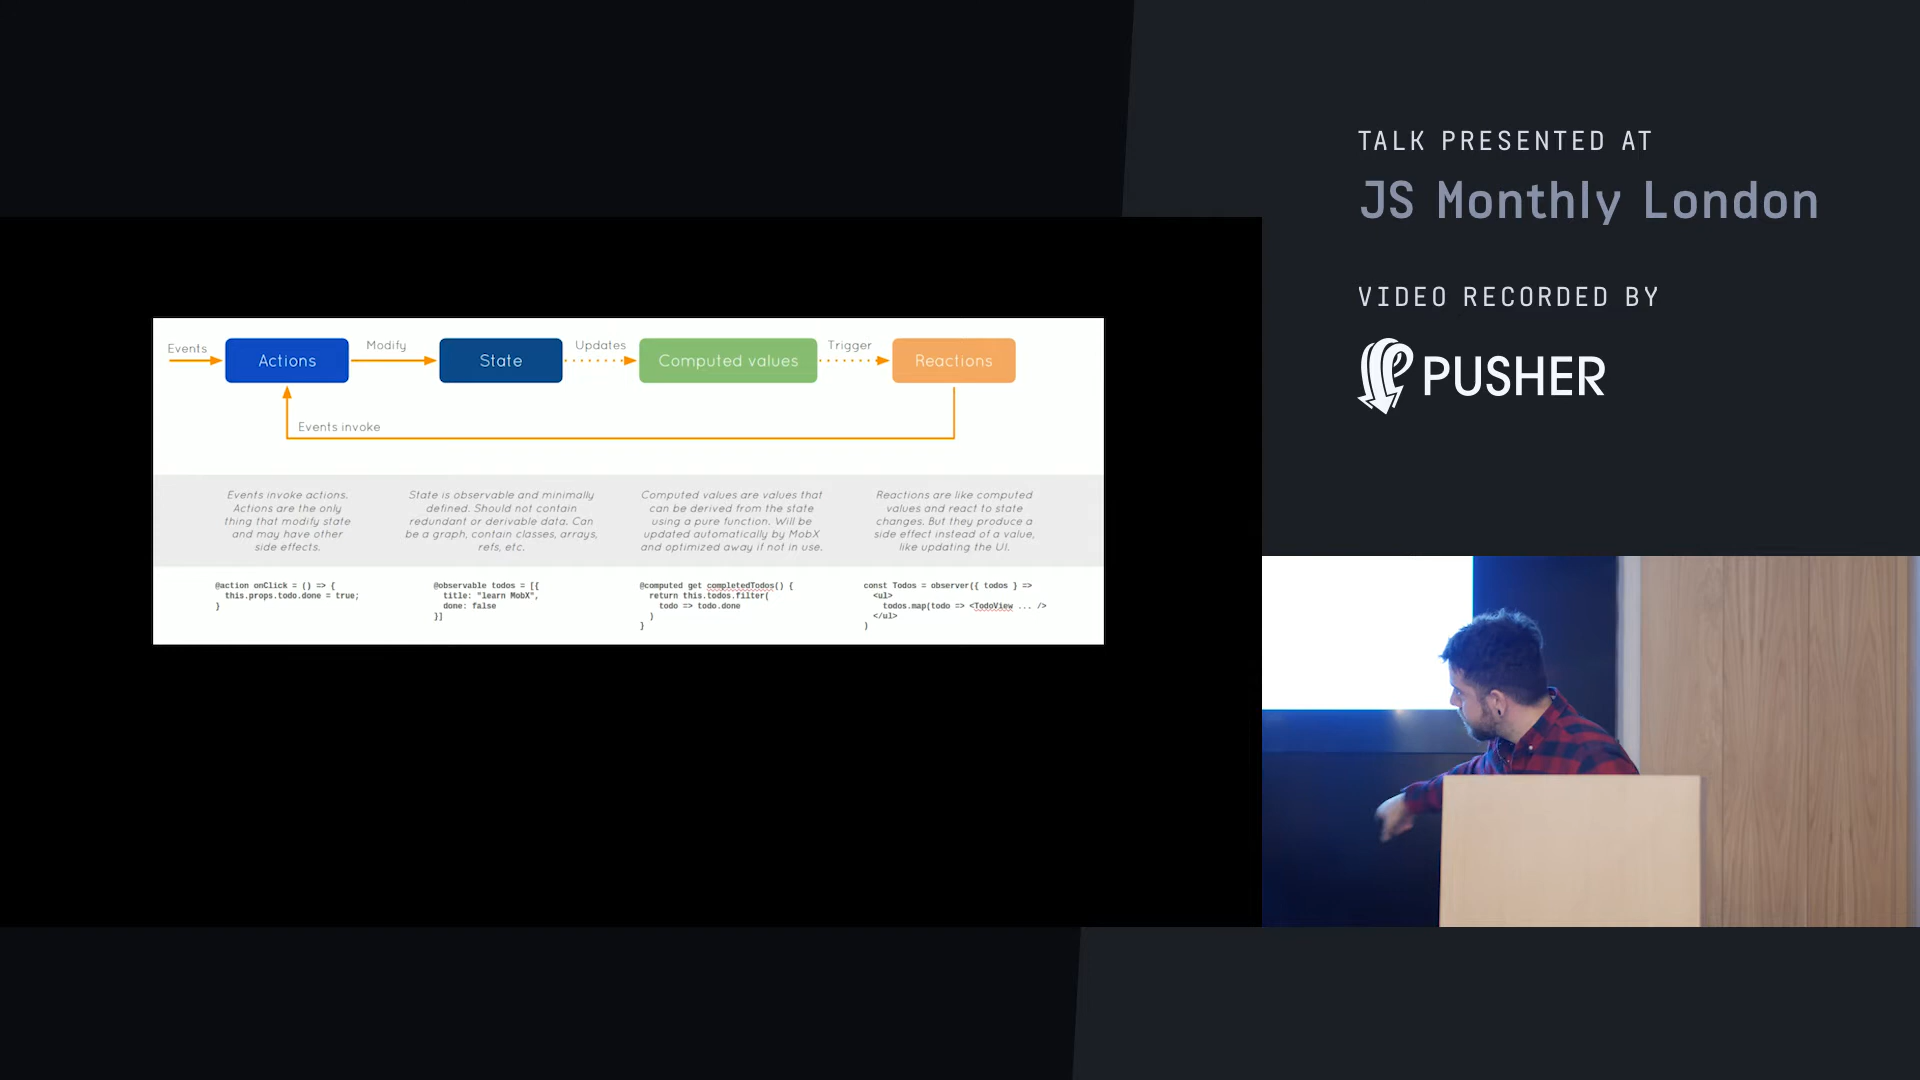 TALK PRESENTED AT
JS Monthly London
VIDEO RECORDED BY
PUSHER
Events
Actions
Modify
State
Updates
Computed values
Trigger
Reactions
Events invoke
Events invoke actions.
Actions are the only
thing that modify state
and may have other
side effects.
State is observable and minimally
defined. Should not contain
redundant or derivable data. Can
be a graph, contain classes, arrays,
refs, etc.
Computed values are values that
can be derived from the state
using a pure function. Will be
updated automatically by MobX
and optimized away if not in use.
Reactions are like computed
values and react to state
changes. But they produce a
side effect instead of a value,
like updating the UI.
@action onClick = () => {
this.props.todo.done = true;
}
@observable todos = [{
title: "learn MobX",
done: false
}]
@computed get completedTodos() {
return this.todos.filter(
todo => todo.done
)
}
const Todos = observer({ todos } =>
<ul>
todos.map(todo => <TodoView ... />
</ul>
)